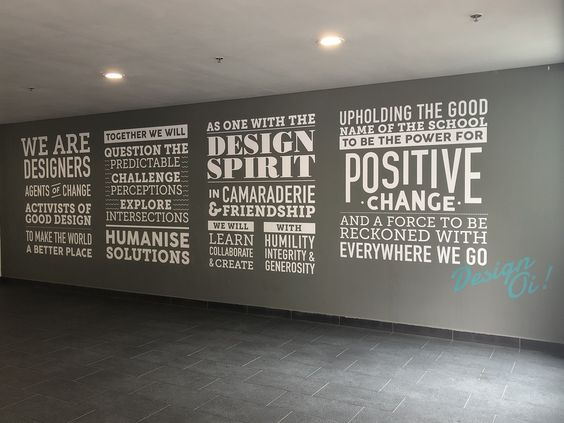 WE ARE
DESIGNERS
AGENTS OF CHANGE
ACTIVISTS OF
GOOD DESIGN
TO MAKE THE WORLD
A BETTER PLACE
TOGETHER WE WILL
QUESTION THE
PREDICTABLE
CHALLENGE
PERCEPTIONS
EXPLORE
INTERSECTIONS
HUMANISE
SOLUTIONS
AS ONE WITH THE
DESIGN
SPIRIT
IN CAMARADERIE
& FRIENDSHIP
WE WILL
LEARN
COLLABORATE
& CREATE
WITH
HUMILITY
INTEGRITY &
GENEROSITY
UPHOLDING THE GOOD
NAME OF THE SCHOOL
TO BE THE POWER FOR
POSITIVE
· CHANGE ·
AND A FORCE TO BE
RECKONED WITH
EVERYWHERE WE GO
Design
Oi!